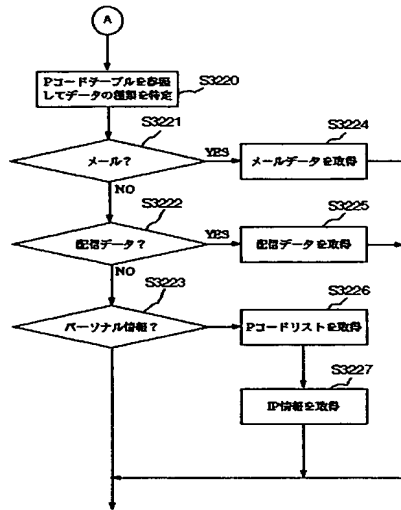 A
Pコードテーブルを参照
してデータの種類を特定
S3220
S3221
メール?
YES
S3224
メールデータを取得
NO
S3222
配信データ?
YES
S3225
配信データを取得
NO
S3223
パーソナル情報?
S3226
Pコードリストを取得
S3227
IP情報を取得